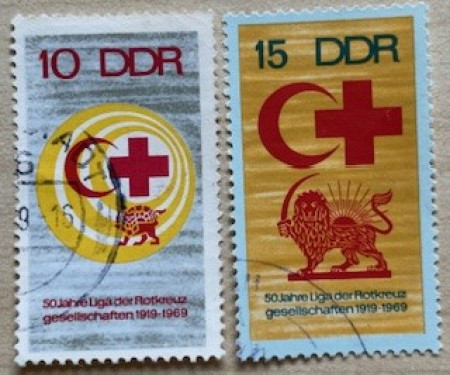 10 DDR
50 Jahre Liga der Rotkreuz
gesellschaften 1919-1969
15 DDR
50 Jahre Liga der Rotkreuz
gesellschaften 1919-1969